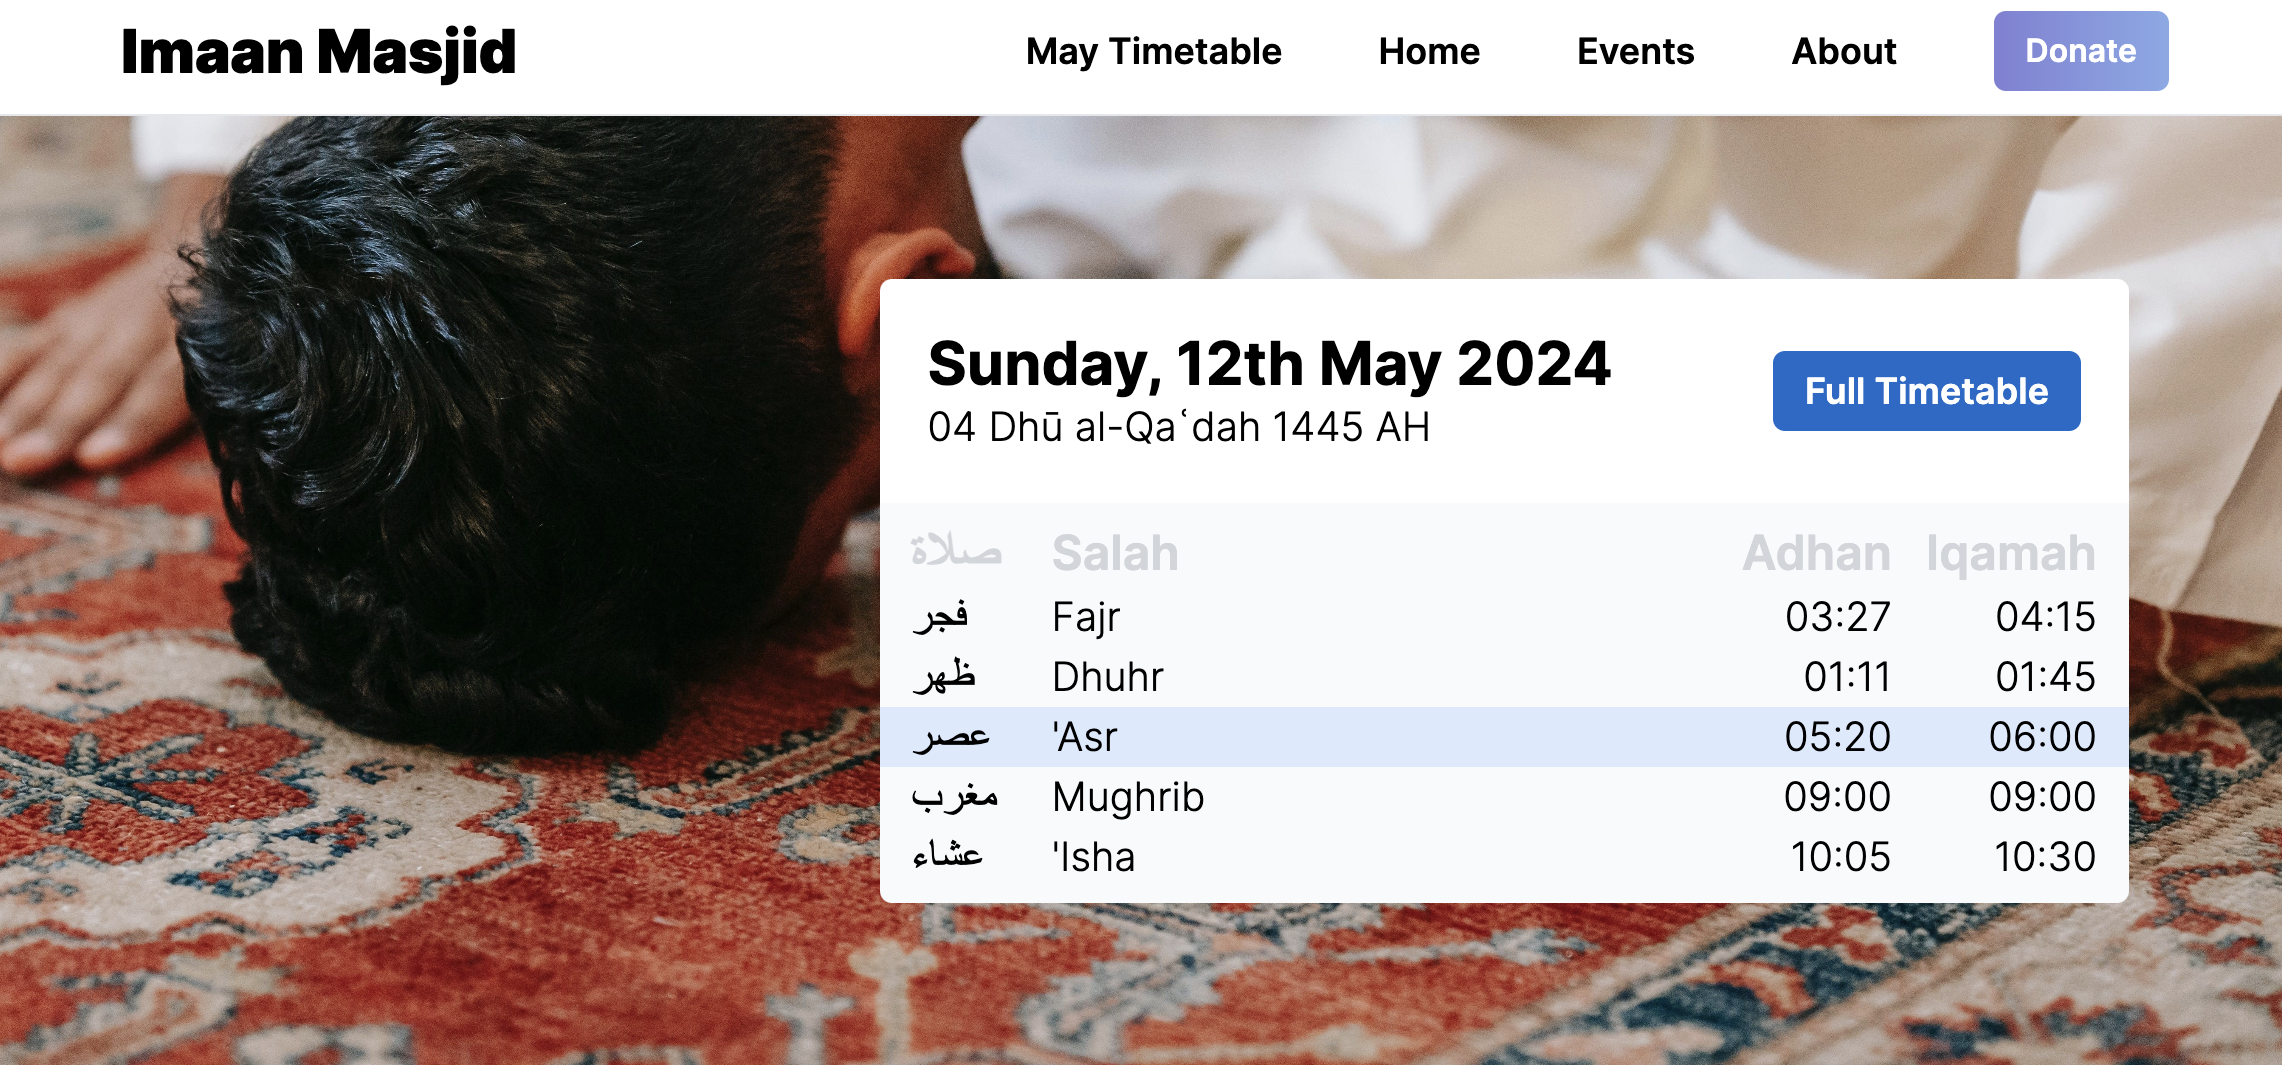 Imaan Masjid May Timetable Home Events About Donate
Sunday, 12th May 2024
04 Dhū al-Qaʿdah 1445 AH
Full Timetable
صلاة Salah Adhan Iqamah
فجر Fajr 03:27 04:15
ظهر Dhuhr 01:11 01:45
عصر 'Asr 05:20 06:00
مغرب Mughrib 09:00 09:00
عشاء 'Isha 10:05 10:30